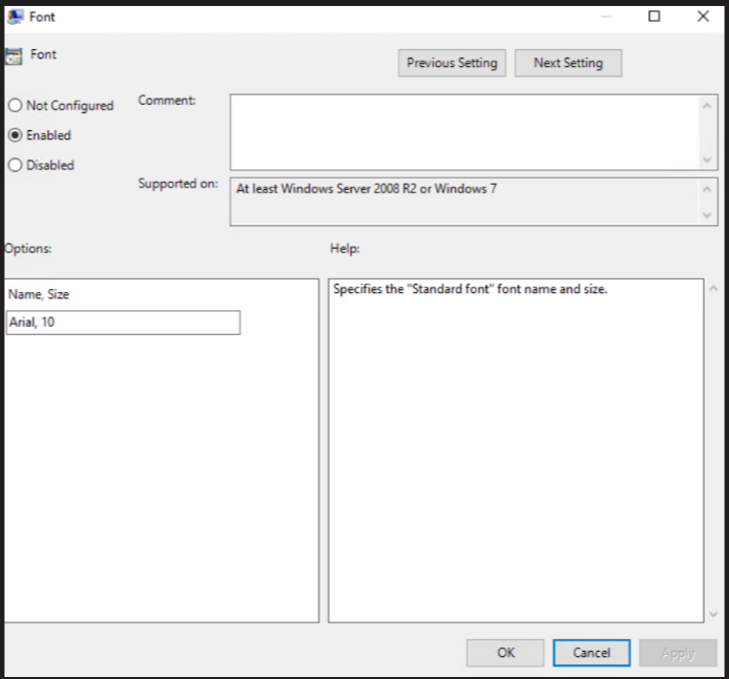 Font
Font
Previous Setting Next Setting
Not Configured
Comment:
Enabled
Disabled
Supported on:
At least Windows Server 2008 R2 or Windows 7
Options:
Help:
Name, Size
Arial, 10
Specifies the "Standard font" font name and size.
OK Cancel Apply